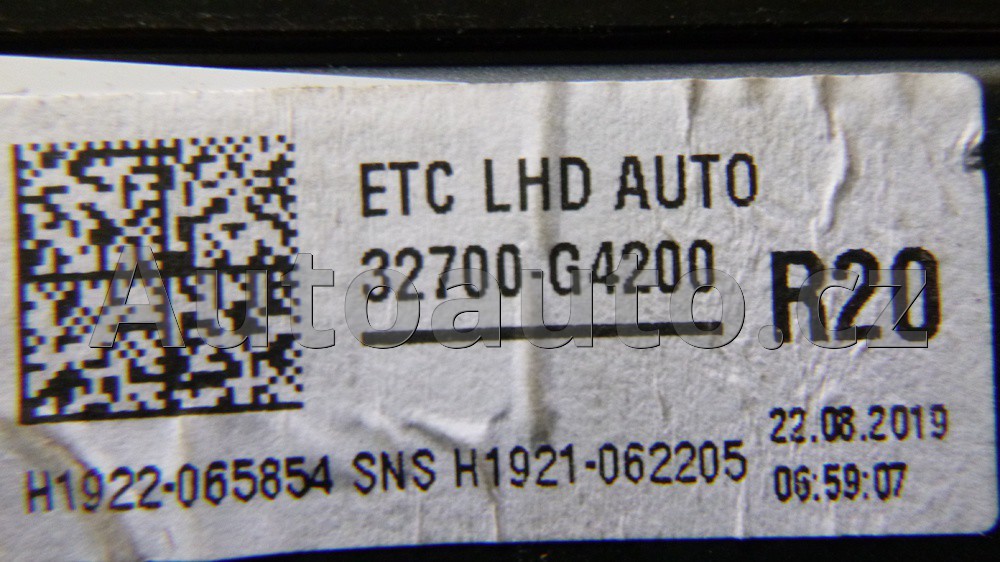 ETC LHD AUTO
32700-G4200
R20
Autoauto.cz
22.08.2019
06:59:07
H1922-065854 SNS H1921-062205